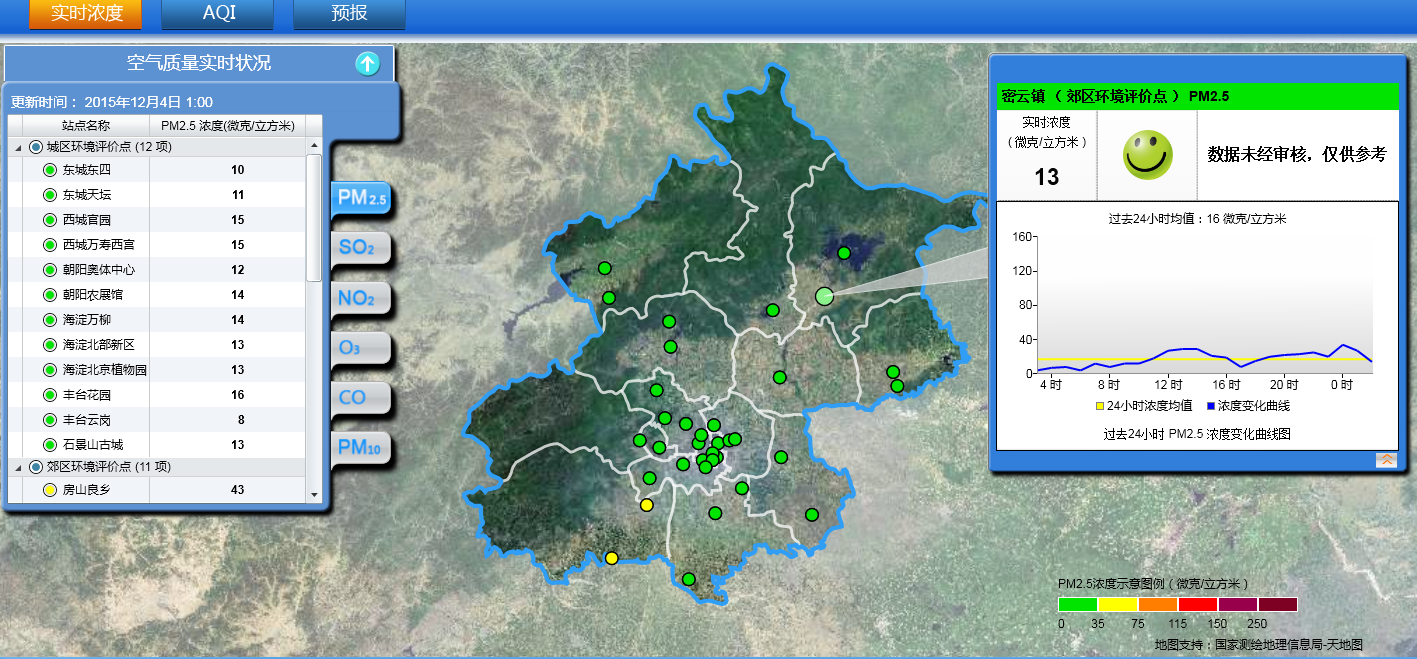 实时浓度
AQI
预报
空气质量实时状况
更新时间： 2015年12月4日 1:00
站点名称 PM2.5 浓度(微克/立方米)
城区环境评价点 (12 项)
东城东四 10
东城天坛 11
西城官园 15
西城万寿西宫 15
朝阳奥体中心 12
朝阳农展馆 14
海淀万柳 14
海淀北部新区 13
海淀北京植物园 13
丰台花园 16
丰台云岗 8
石景山古城 13
郊区环境评价点 (11 项)
房山良乡 43
PM2.5
SO2
NO2
O3
CO
PM10
密云镇 （ 郊区环境评价点 ） PM2.5
实时浓度
（微克/立方米）
13
数据未经审核，仅供参考
过去24小时均值：16 微克/立方米
160
120
80
40
0
4 时 8 时 12 时 16 时 20 时 0 时
24小时浓度均值 浓度变化曲线
过去24小时 PM2.5 浓度变化曲线图
PM2.5浓度示意图例（微克/立方米）
0 35 75 115 150 250
地图支持：国家测绘地理信息局-天地图